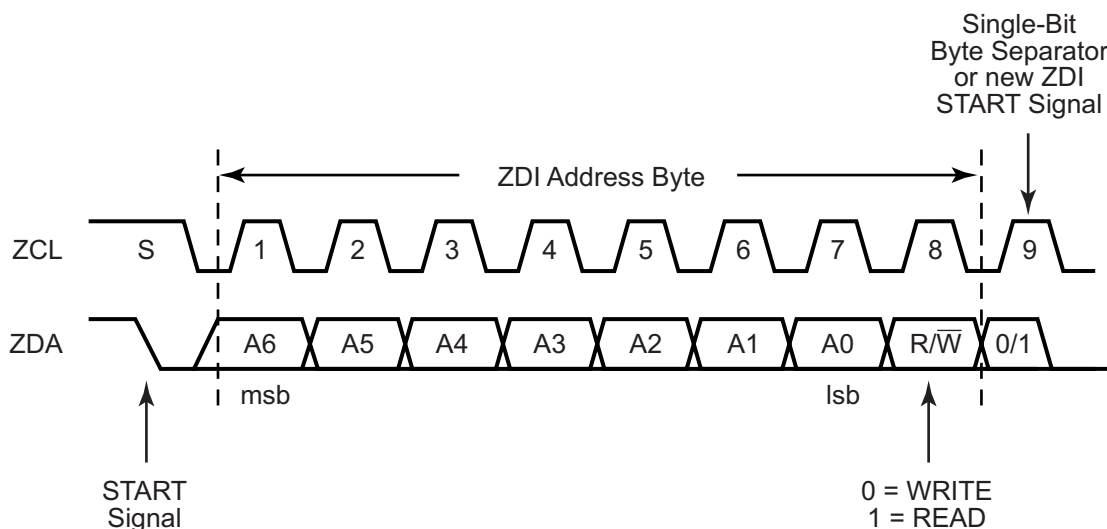 Single-Bit
Byte Separator
or new ZDI
START Signal
ZDI Address Byte
ZCL S 1 2 3 4 5 6 7 8 9
ZDA A6 A5 A4 A3 A2 A1 A0 R/W̅ 0/1
msb lsb
START
Signal
0 = WRITE
1 = READ